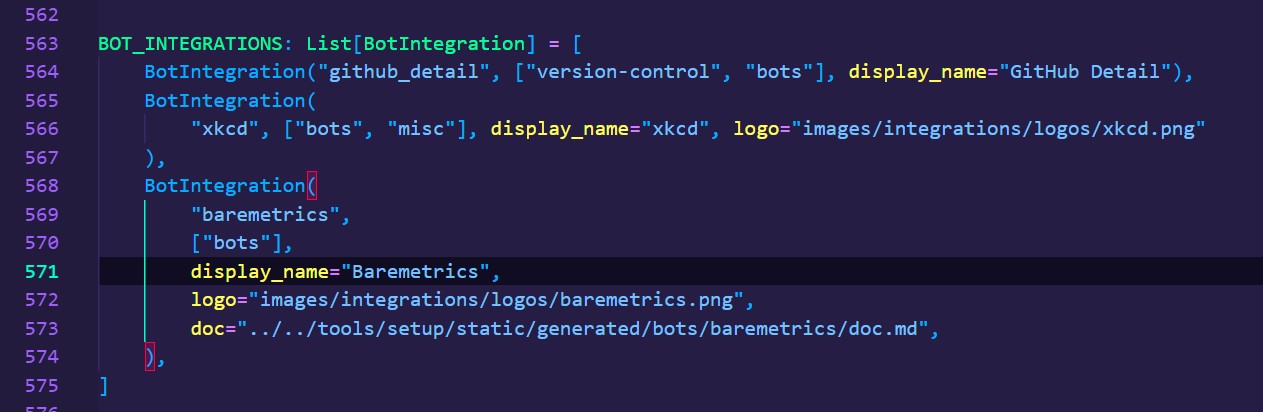 562
563 BOT_INTEGRATIONS: List[BotIntegration] = [
564     BotIntegration("github_detail", ["version-control", "bots"], display_name="GitHub Detail"),
565     BotIntegration(
566         "xkcd", ["bots", "misc"], display_name="xkcd", logo="images/integrations/logos/xkcd.png"
567     ),
568     BotIntegration(
569         "baremetrics",
570         ["bots"],
571         display_name="Baremetrics",
572         logo="images/integrations/logos/baremetrics.png",
573         doc="../../tools/setup/static/generated/bots/baremetrics/doc.md",
574     ),
575 ]
576